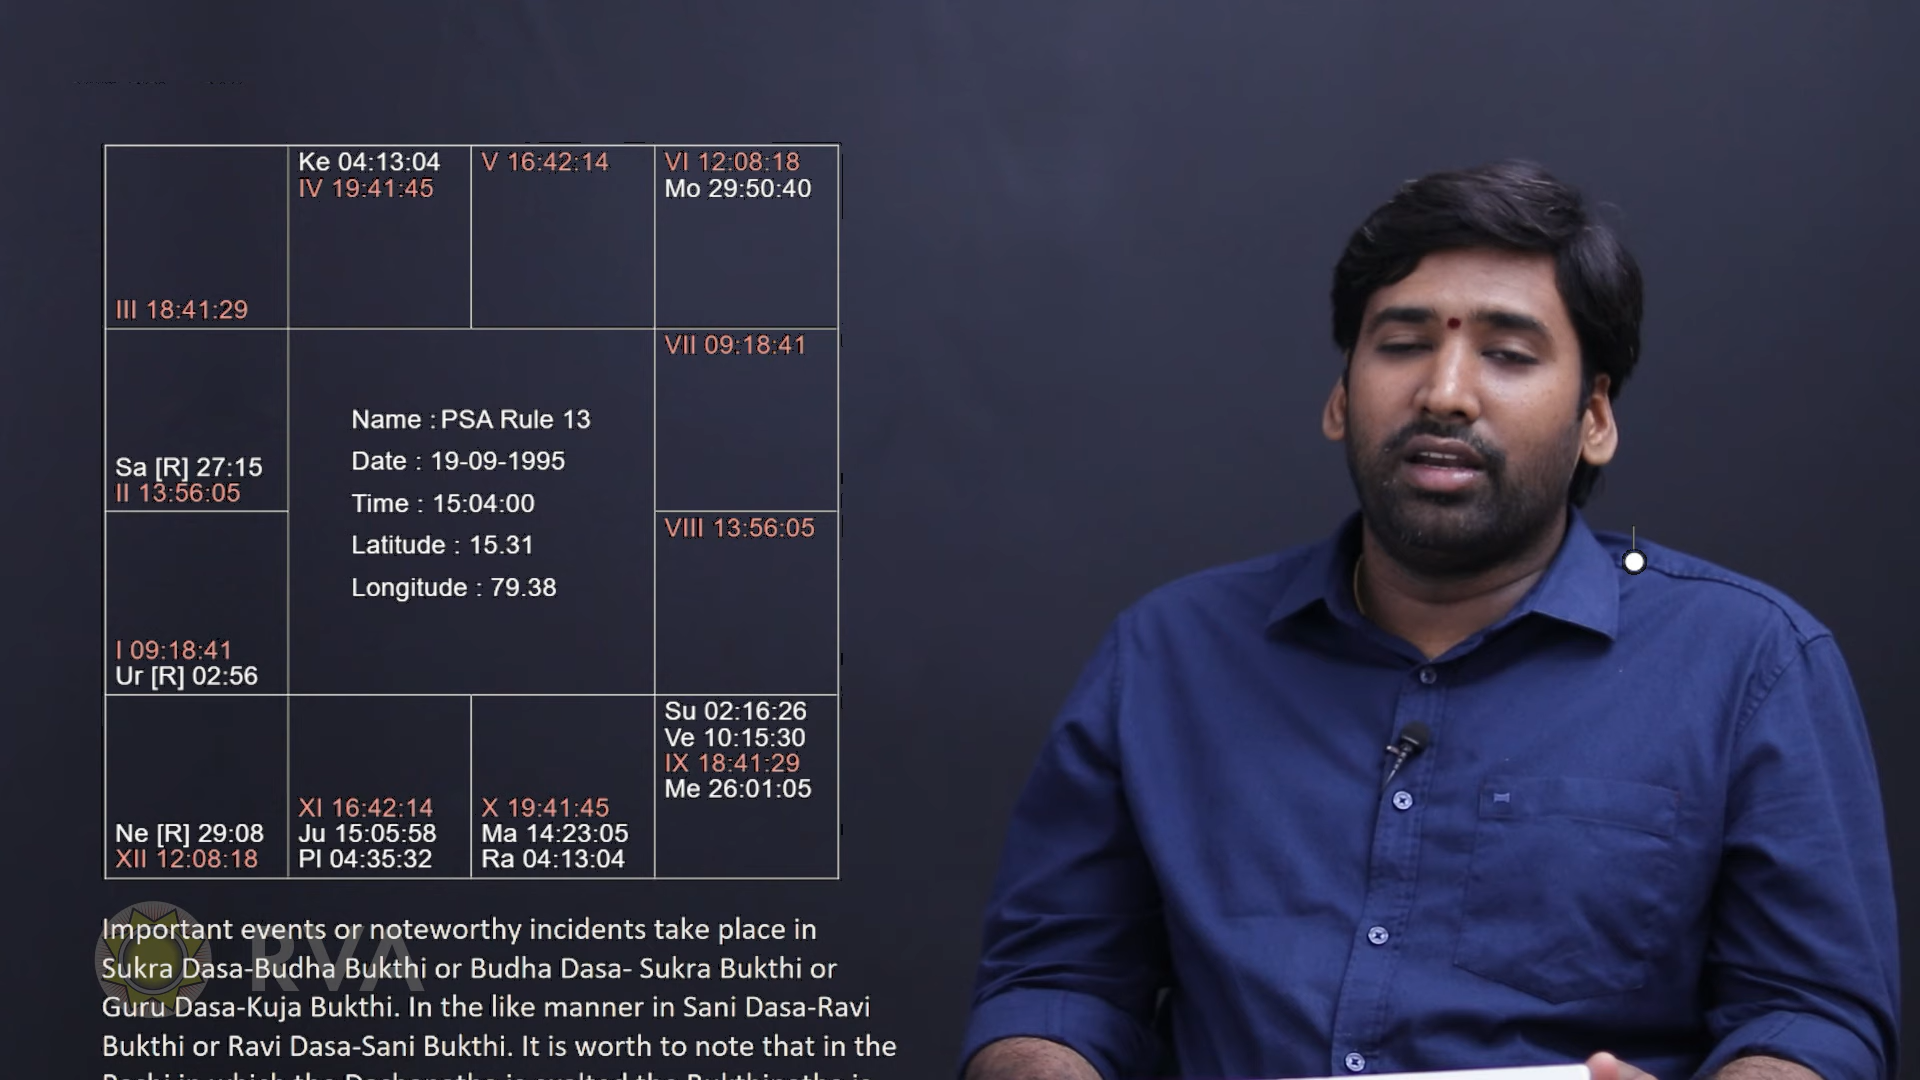 Ke 04:13:04
IV 19:41:45
V 16:42:14
VI 12:08:18
Mo 29:50:40
III 18:41:29
VII 09:18:41
Sa [R] 27:15
II 13:56:05
Name : PSA Rule 13
Date : 19-09-1995
Time : 15:04:00
Latitude : 15.31
Longitude : 79.38
VIII 13:56:05
I 09:18:41
Ur [R] 02:56
Su 02:16:26
Ve 10:15:30
IX 18:41:29
Me 26:01:05
Ne [R] 29:08
XII 12:08:18
XI 16:42:14
Ju 15:05:58
Pl 04:35:32
X 19:41:45
Ma 14:23:05
Ra 04:13:04
Important events or noteworthy incidents take place in
Sukra Dasa-Budha Bukthi or Budha Dasa- Sukra Bukthi or
Guru Dasa-Kuja Bukthi. In the like manner in Sani Dasa-Ravi
Bukthi or Ravi Dasa-Sani Bukthi. It is worth to note that in the
RVA